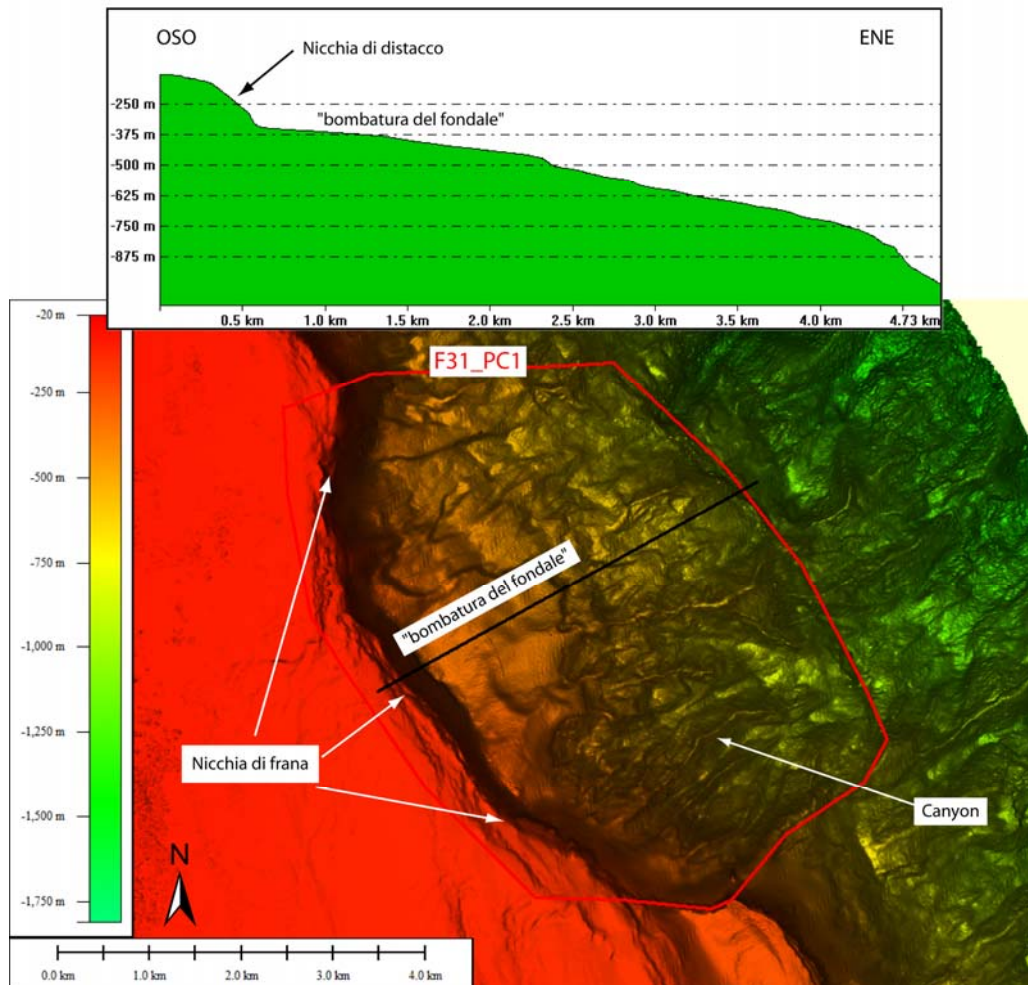 OSO
ENE
Nicchia di distacco
"bombatura del fondale"
-250 m
-375 m
-500 m
-625 m
-750 m
-875 m
0.5 km 1.0 km 1.5 km 2.0 km 2.5 km 3.0 km 3.5 km 4.0 km 4.73 km
-20 m
-250 m
-500 m
-750 m
-1,000 m
-1,250 m
-1,500 m
-1,750 m
F31_PC1
"bombatura del fondale"
Nicchia di frana
Canyon
N
0.0 km 1.0 km 2.0 km 3.0 km 4.0 km